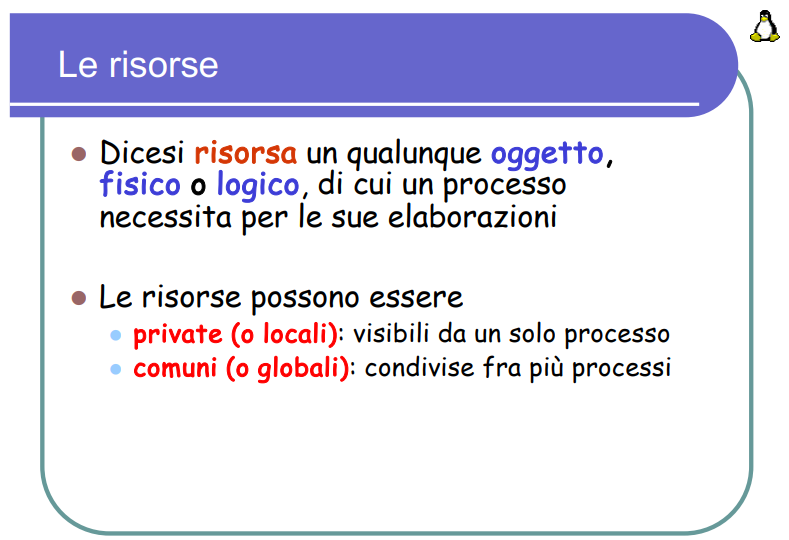 Le risorse
Dicesi risorsa un qualunque oggetto,
fisico o logico, di cui un processo
necessita per le sue elaborazioni
Le risorse possono essere
private (o locali): visibili da un solo processo
comuni (o globali): condivise fra più processi